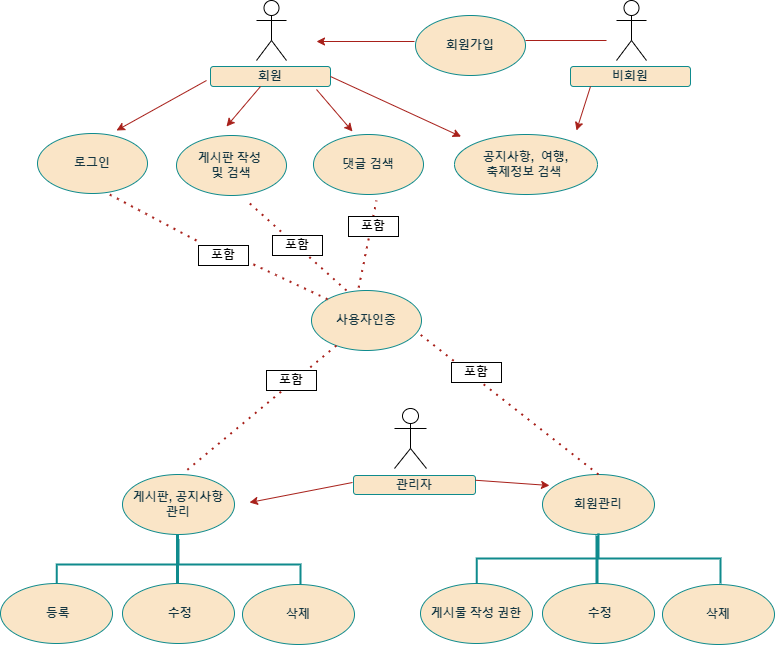 회원가입
회원
비회원
로그인
게시판 작성
및 검색
댓글 검색
공지사항,  여행,
축제정보 검색
포함
포함
포함
사용자인증
포함
포함
관리자
게시판, 공지사항
관리
회원관리
등록
수정
삭제
게시물 작성 권한
수정
삭제